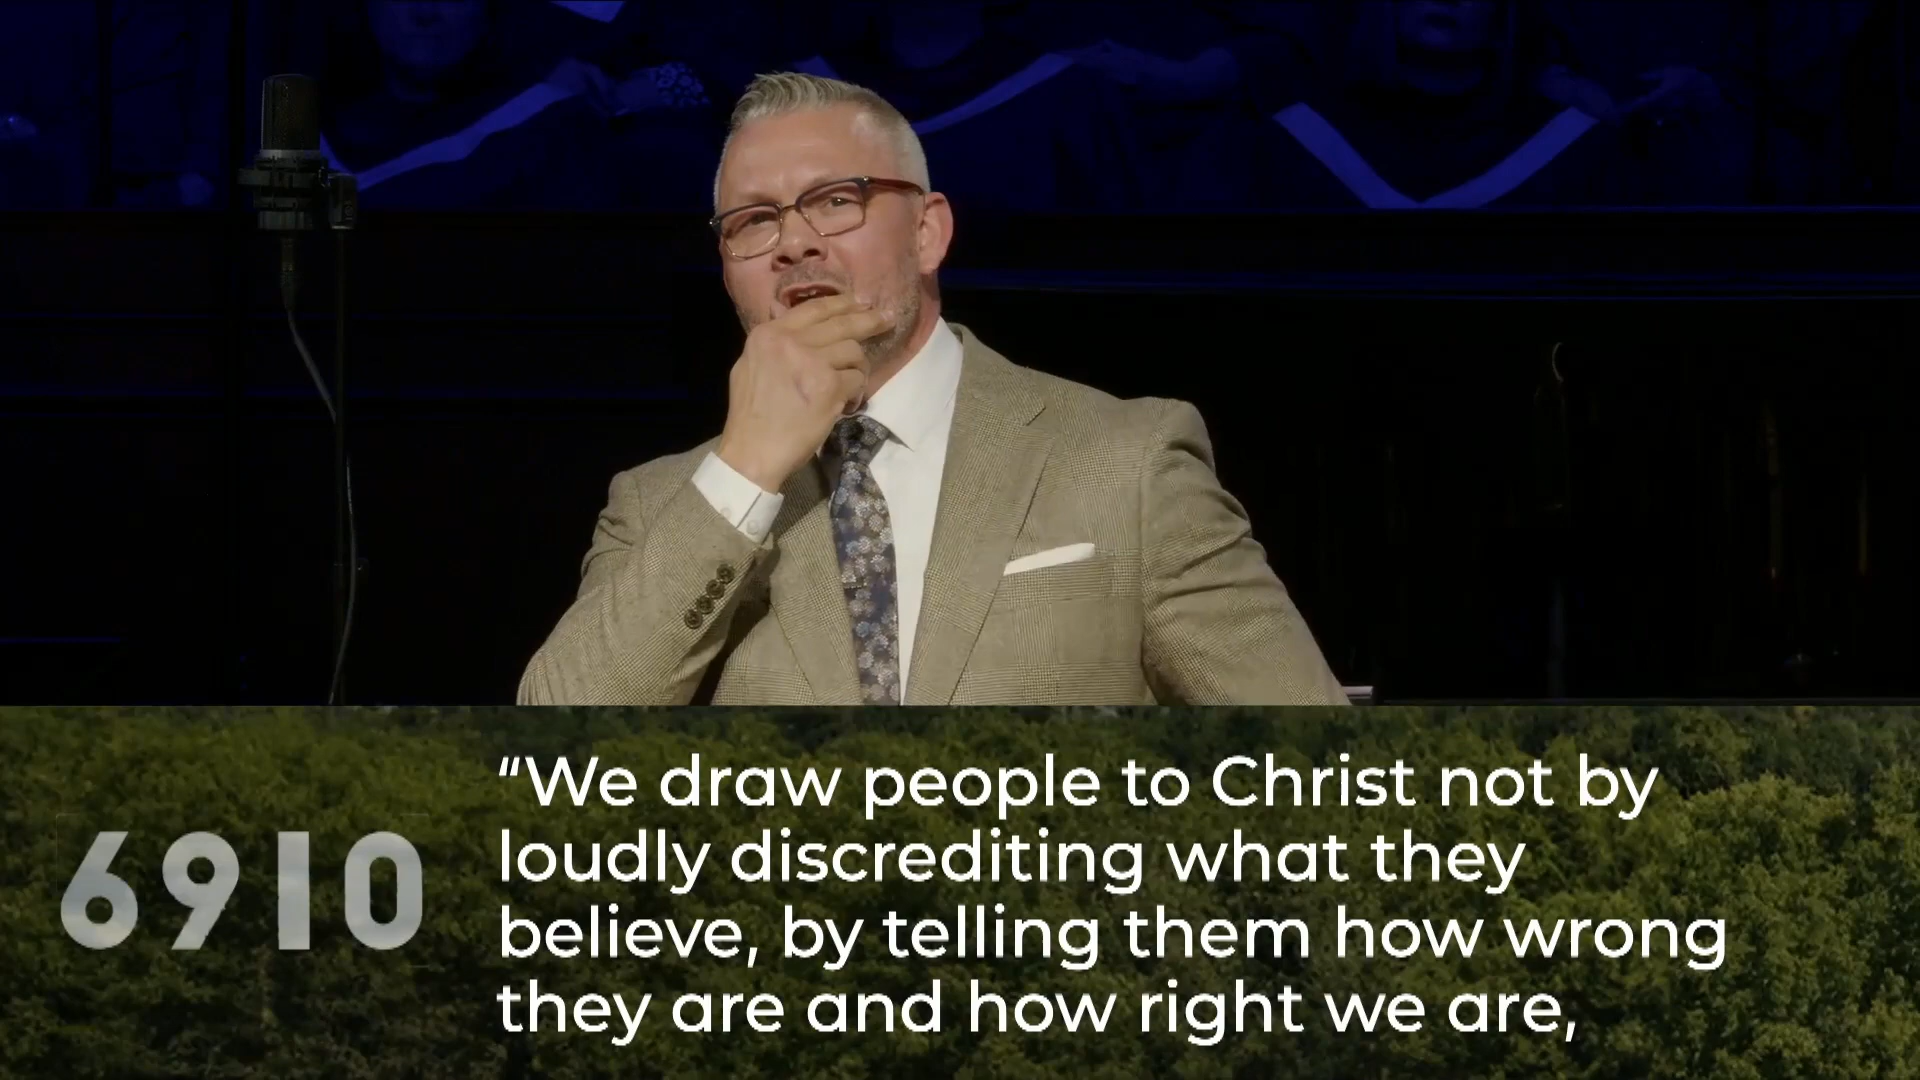 6910
“We draw people to Christ not by
loudly discrediting what they
believe, by telling them how wrong
they are and how right we are,